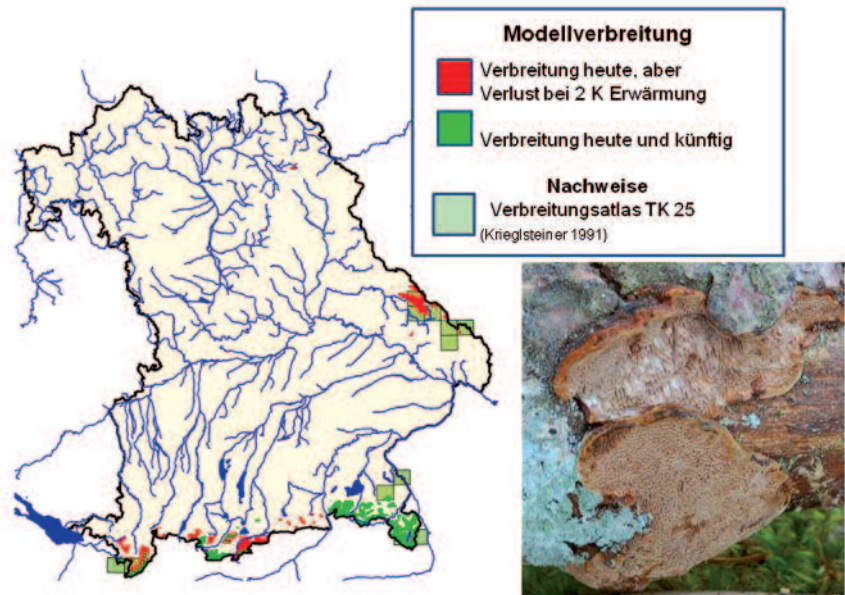 Modellverbreitung
Verbreitung heute, aber
Verlust bei 2 K Erwärmung
Verbreitung heute und künftig
Nachweise
Verbreitungsatlas TK 25
(Krieglsteiner 1991)